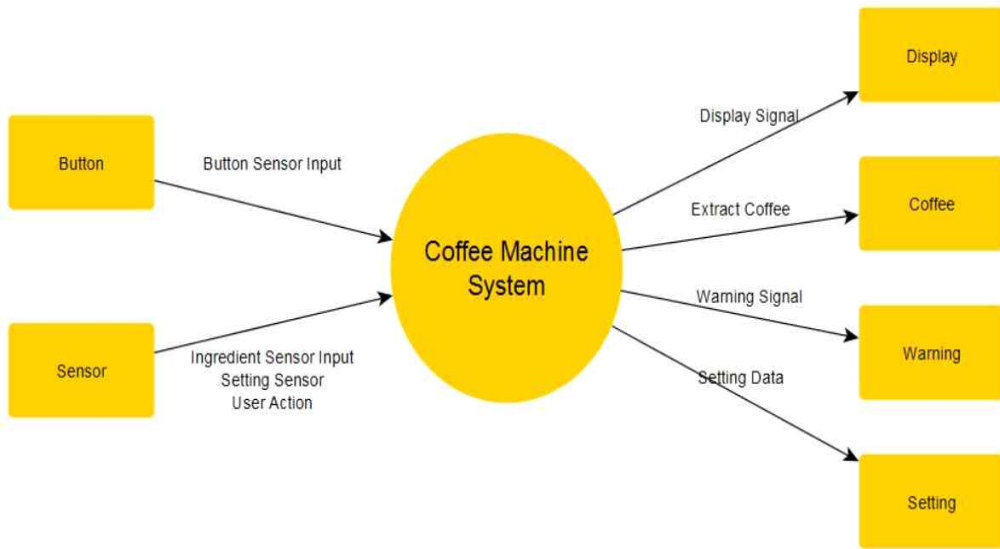 Display
Display Signal
Button
Button Sensor Input
Extract Coffee
Coffee
Coffee Machine
System
Warning Signal
Warning
Sensor
Ingredient Sensor Input
Setting Sensor
User Action
Setting Data
Setting